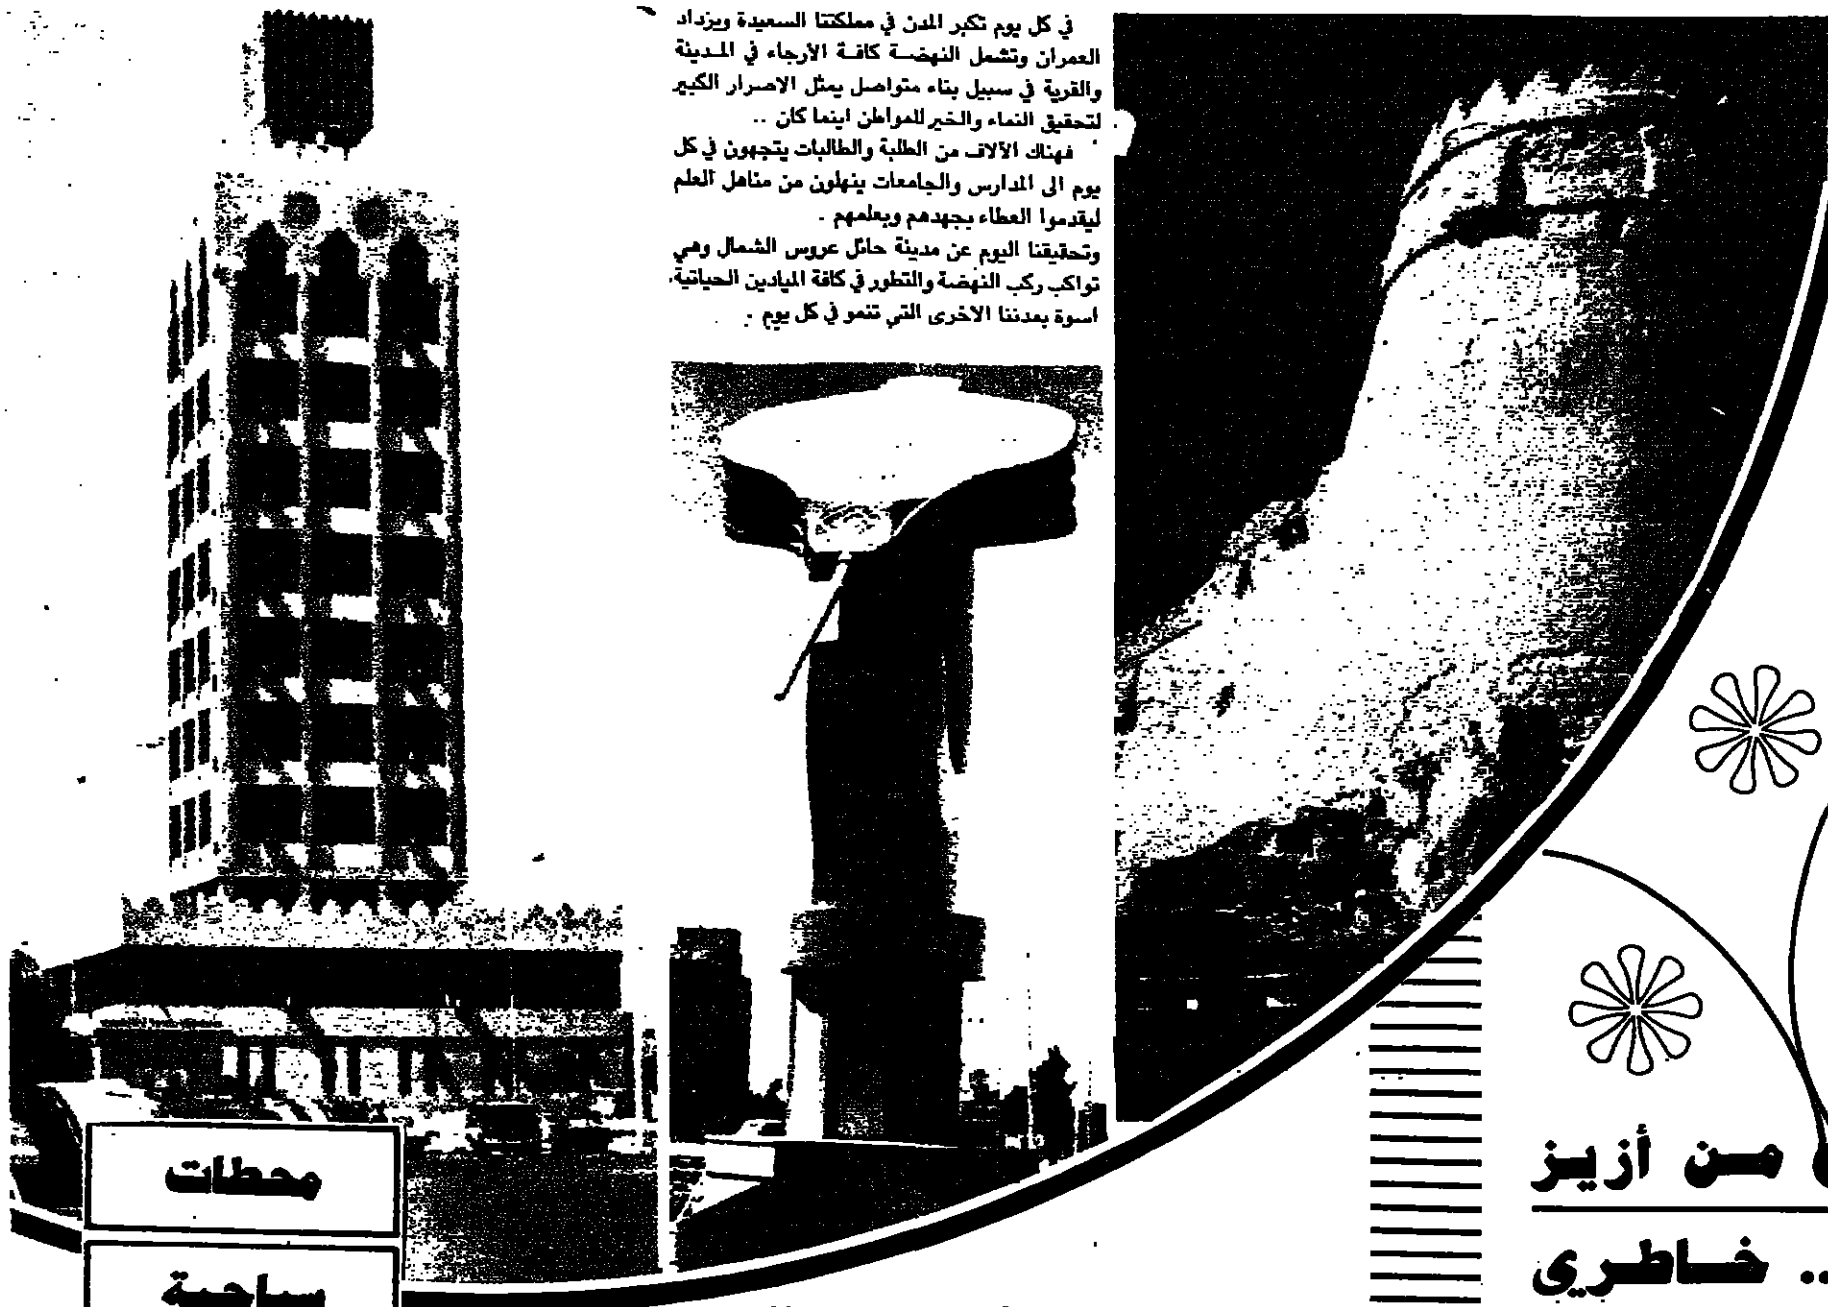 في كل يوم تكبر المدن في مملكتنا السعيدة ويزداد
العمران وتشمل النهضة كافة الأرجاء في المدينة
والقرية في سبيل بناء متواصل يمثل الاصرار الكبير
لتحقيق النماء والخير للمواطن اينما كان ..
فهناك الآلاف من الطلبة والطالبات يتجهون في كل
يوم الى المدارس والجامعات ينهلون من مناهل العلم
ليقدموا العطاء بجهدهم وبعلمهم .
وتحقيقنا اليوم عن مدينة حائل عروس الشمال وهي
تواكب ركب النهضة والتطور في كافة الميادين الحياتية،
اسوة بمدننا الاخرى التي تنمو في كل يوم .
من أزيز
.. خاطري
محطات
سياحية